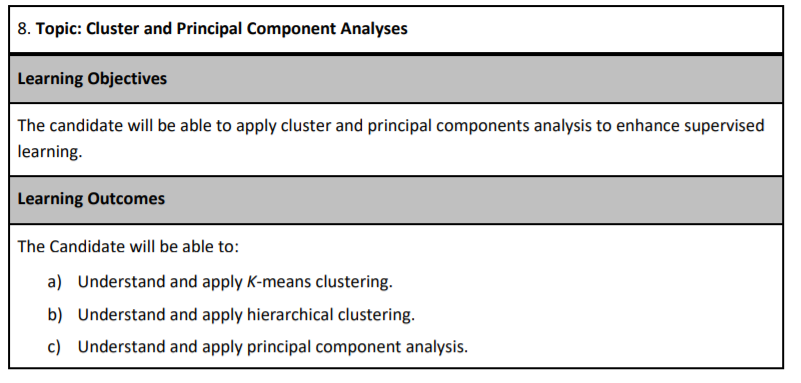 8. Topic: Cluster and Principal Component Analyses
Learning Objectives
The candidate will be able to apply cluster and principal components analysis to enhance supervised
learning.
Learning Outcomes
The Candidate will be able to:
a) Understand and apply K-means clustering.
b) Understand and apply hierarchical clustering.
c) Understand and apply principal component analysis.